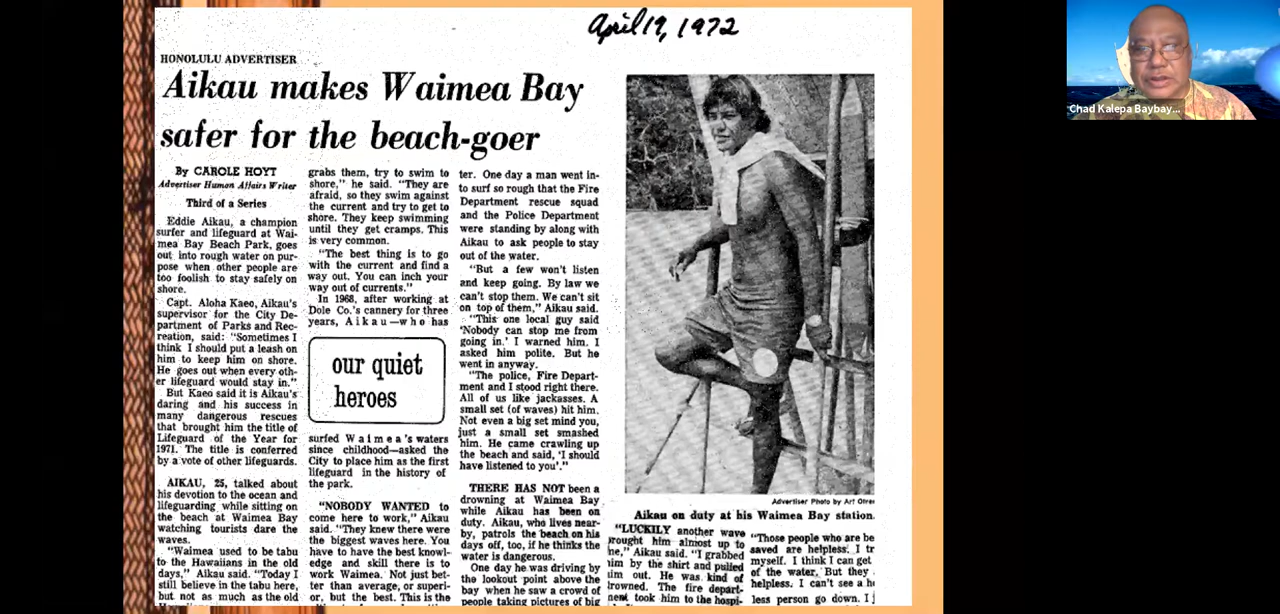 April 19, 1972
HONOLULU ADVERTISER
Aikau makes Waimea Bay
safer for the beach-goer
By CAROLE HOYT
Advertiser Human Affairs Writer
Third of a Series
Eddie Aikau, a champion
surfer and lifeguard at Wai-
mea Bay Beach Park, goes
out into rough water on pur-
pose when other people are
too foolish to stay safely on
shore.
Capt. Aloha Kaeo, Aikau's
supervisor for the City De-
partment of Parks and Rec-
reation, said: "Sometimes I
think I should put a leash on
him to keep him on shore.
He goes out when every oth-
er lifeguard would stay in."
But Kaeo said it is Aikau's
daring and his success in
many dangerous rescues
that brought him the title of
Lifeguard of the Year for
1971. The title is conferred
by a vote of other lifeguards.
AIKAU, 25, talked about
his devotion to the ocean and
lifeguarding while sitting on
the beach at Waimea Bay
watching tourists dare the
waves.
"Waimea used to be tabu
to the Hawaiians in the old
days," Aikau said. "Today I
still believe in the tabu here,
but not as much as the old
grabs them, try to swim to
shore," he said. "They are
afraid, so they swim against
the current and try to get to
shore. They keep swimming
until they get cramps. This
is very common.
"The best thing is to go
with the current and find a
way out. You can inch your
way out of currents."
In 1968, after working at
Dole Co.'s cannery for three
years, Aikau—who has
our quiet
heroes
surfed Waimea's waters
since childhood—asked the
City to place him as the first
lifeguard in the history of
the park.
"NOBODY WANTED to
come here to work," Aikau
said. "They knew there were
the biggest waves here. You
have to have the best knowl-
edge and skill there is to
work Waimea. Not just bet-
ter than average, or superi-
or, but the best. This is the
ter. One day a man went in-
to surf so rough that the Fire
Department rescue squad
and the Police Department
were standing by along with
Aikau to ask people to stay
out of the water.
"But a few won't listen
and keep going. By law we
can't stop them. We can't sit
on top of them," Aikau said.
"This one local guy said
'Nobody can stop me from
going in.' I warned him. I
asked him polite. But he
went in anyway.
"The police, Fire Depart-
ment and I stood right there.
All of us like jackasses. A
small set (of waves) hit him.
Not even a big set mind you,
just a small set smashed
him. He came crawling up
the beach and said, 'I should
have listened to you'."
THERE HAS NOT been a
drowning at Waimea Bay
while Aikau has been on
duty. Aikau, who lives near-
by, patrols the beach on his
days off, too, if he thinks the
water is dangerous.
One day he was driving by
the lookout point above the
bay when he saw a crowd of
people taking pictures of big
Advertiser Photo by Art
Aikau on duty at his Waimea Bay station.
"LUCKILY another wave
brought him almost up to
me," Aikau said. "I grabbed
him by the shirt and pulled
him out. He was kind of
drowned. The fire depart-
ment took him to the hospi-
"Those people who are be
saved are helpless. I tr
myself. I think I can get
of the water. But they
helpless. I can't see a he
less person go down. I j
Chad Kalepa Baybay...